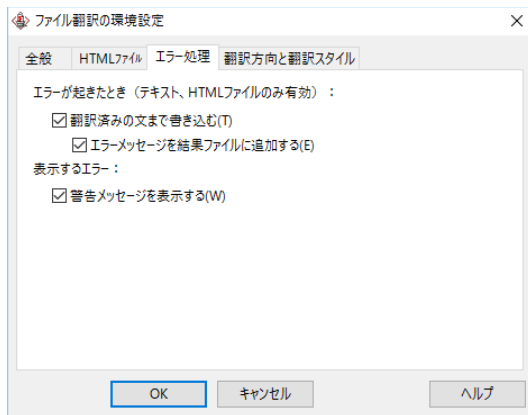 ファイル翻訳の環境設定
全般 HTMLファイル エラー処理 翻訳方向と翻訳スタイル
エラーが起きたとき（テキスト、HTMLファイルのみ有効）：
翻訳済みの文まで書き込む(T)
エラーメッセージを結果ファイルに追加する(E)
表示するエラー：
警告メッセージを表示する(W)
OK キャンセル ヘルプ